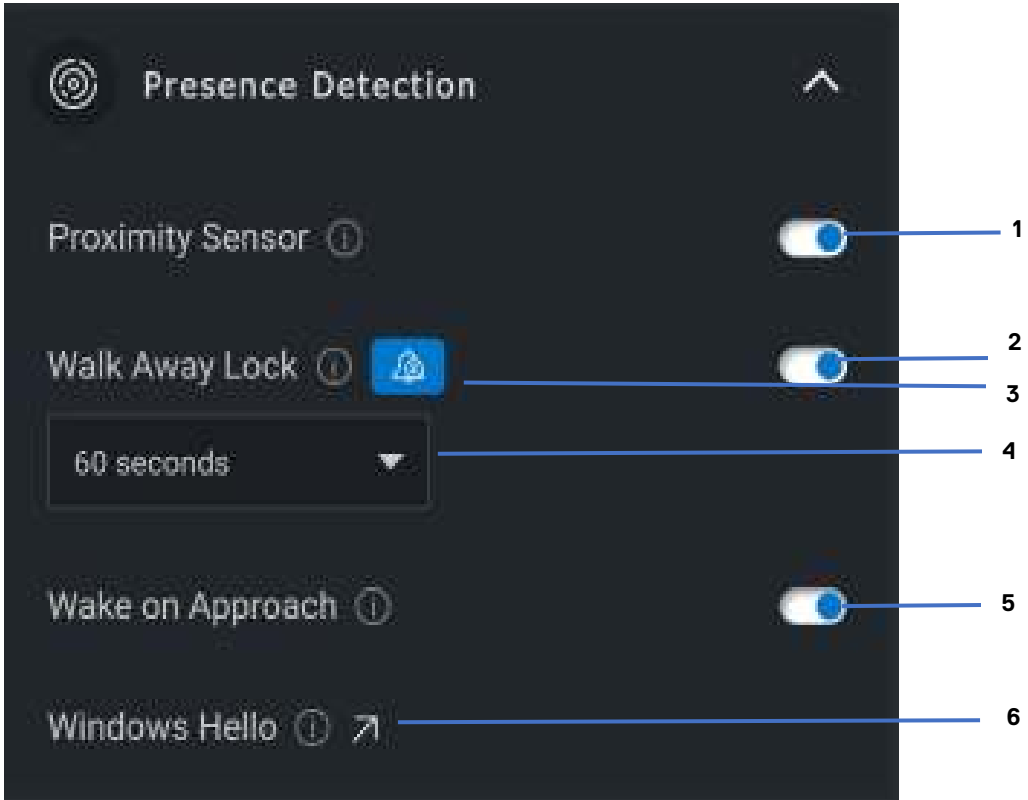 Presence Detection
Proximity Sensor
1
Walk Away Lock
2
3
60 seconds
4
Wake on Approach
5
Windows Hello
6